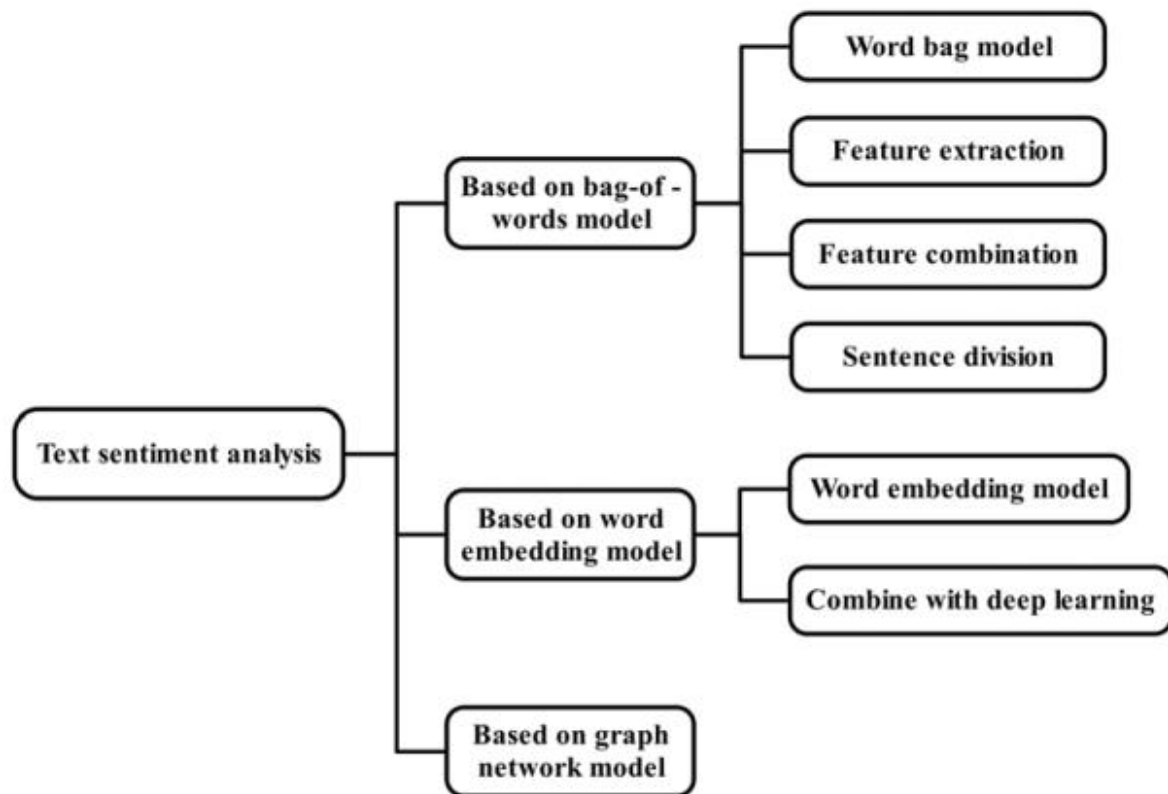 Text sentiment analysis
Based on bag-of -
words model
Word bag model
Feature extraction
Feature combination
Sentence division
Based on word
embedding model
Word embedding model
Combine with deep learning
Based on graph
network model